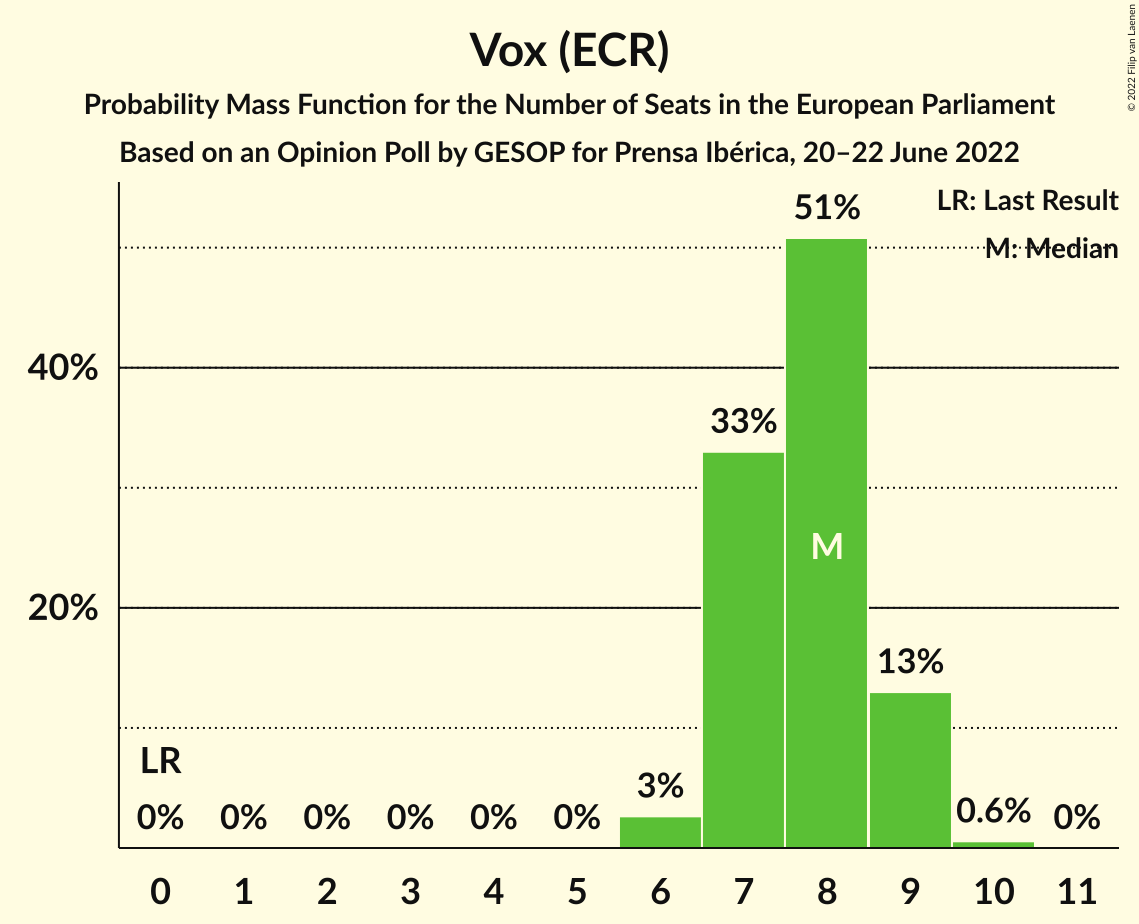 Vox (ECR)
Probability Mass Function for the Number of Seats in the European Parliament
Based on an Opinion Poll by GESOP for Prensa Ibérica, 20–22 June 2022
© 2022 Filip van Laenen
LR: Last Result
M: Median
51%
40%
33%
M
20%
13%
LR
0% 0% 0% 0% 0% 0% 3% 0.6% 0%
0 1 2 3 4 5 6 7 8 9 10 11